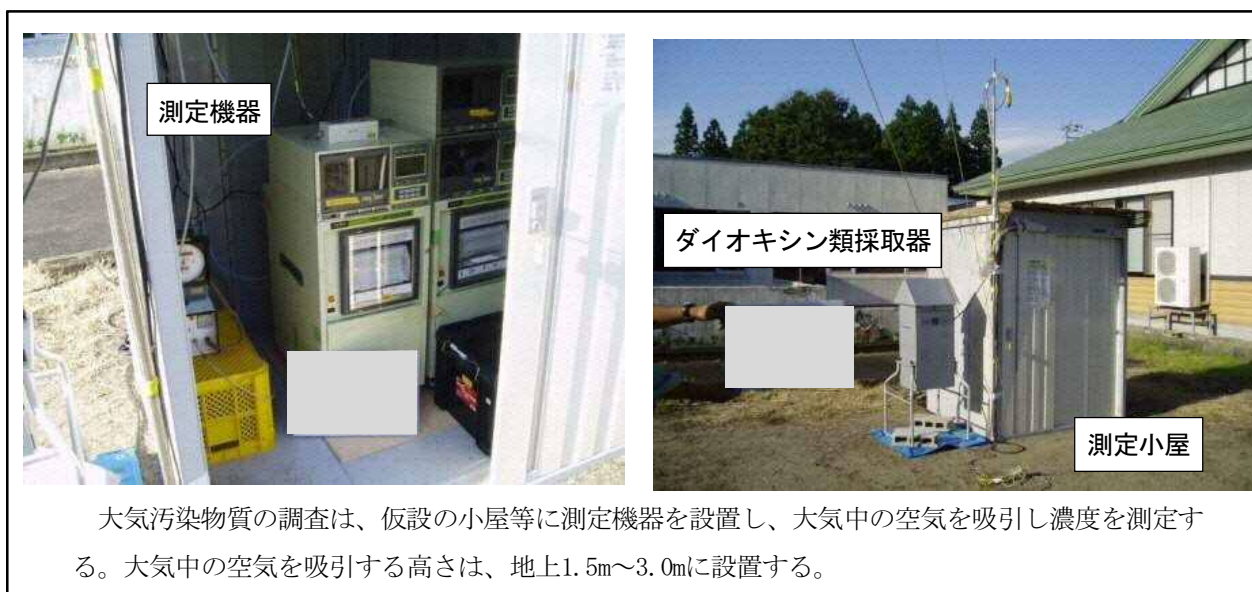 測定機器
ダイオキシン類採取器
測定小屋
大気汚染物質の調査は、仮設の小屋等に測定機器を設置し、大気中の空気を吸引し濃度を測定す
る。大気中の空気を吸引する高さは、地上1.5m～3.0mに設置する。